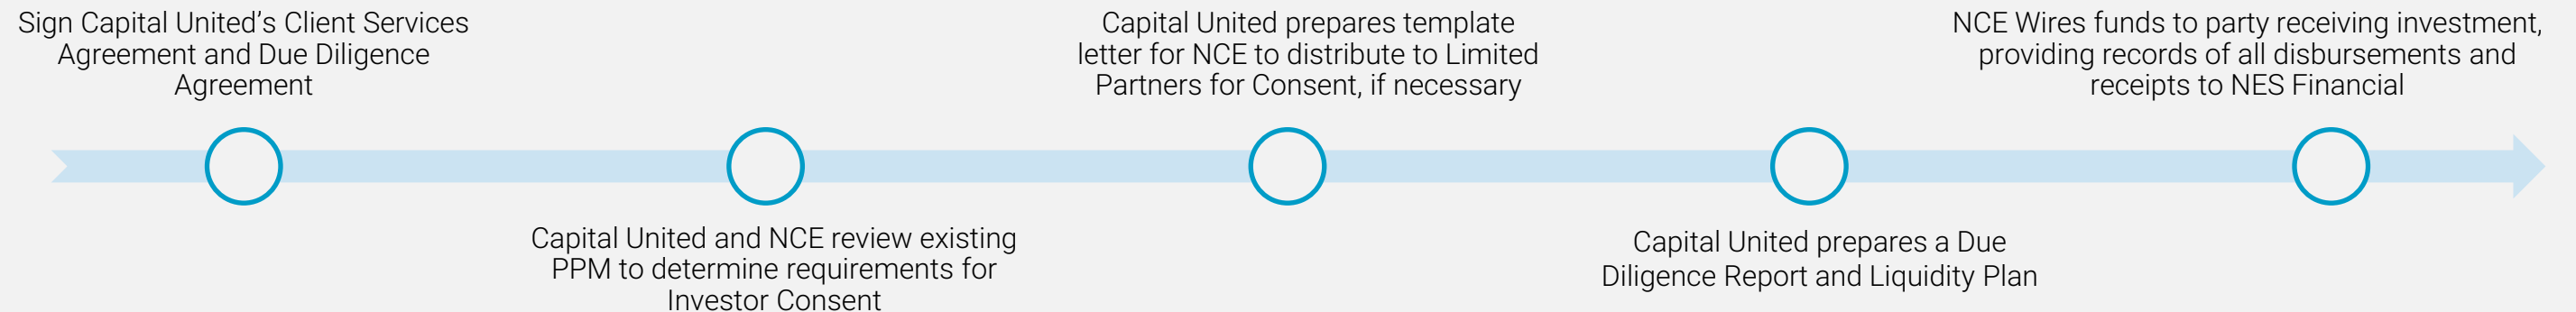 Sign Capital United’s Client Services
Agreement and Due Diligence
Agreement
Capital United and NCE review existing
PPM to determine requirements for
Investor Consent
Capital United prepares template
letter for NCE to distribute to Limited
Partners for Consent, if necessary
Capital United prepares a Due
Diligence Report and Liquidity Plan
NCE Wires funds to party receiving investment,
providing records of all disbursements and
receipts to NES Financial